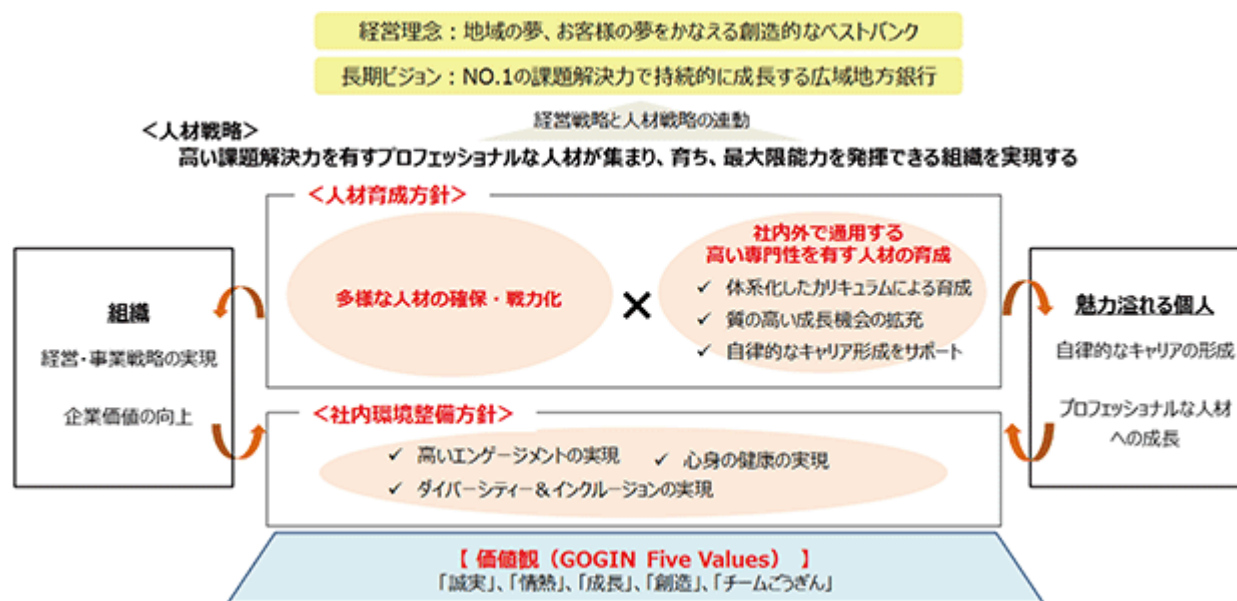 経営理念：地域の夢、お客様の夢をかなえる創造的なベストバンク
長期ビジョン：NO.1の課題解決力で持続的に成長する広域地方銀行
経営戦略と人材戦略の連動
＜人材戦略＞
高い課題解決力を有すプロフェッショナルな人材が集まり、育ち、最大限能力を発揮できる組織を実現する
＜人材育成方針＞
多様な人材の確保・戦力化
×
社内外で通用する
高い専門性を有す人材の育成
✓ 体系化したカリキュラムによる育成
✓ 質の高い成長機会の拡充
✓ 自律的なキャリア形成をサポート
組織
経営・事業戦略の実現
企業価値の向上
魅力溢れる個人
自律的なキャリアの形成
プロフェッショナルな人材
への成長
＜社内環境整備方針＞
✓ 高いエンゲージメントの実現
✓ 心身の健康の実現
✓ ダイバーシティー＆インクルージョンの実現
【 価値観（GOGIN Five Values） 】
「誠実」、「情熱」、「成長」、「創造」、「チームごうぎん」